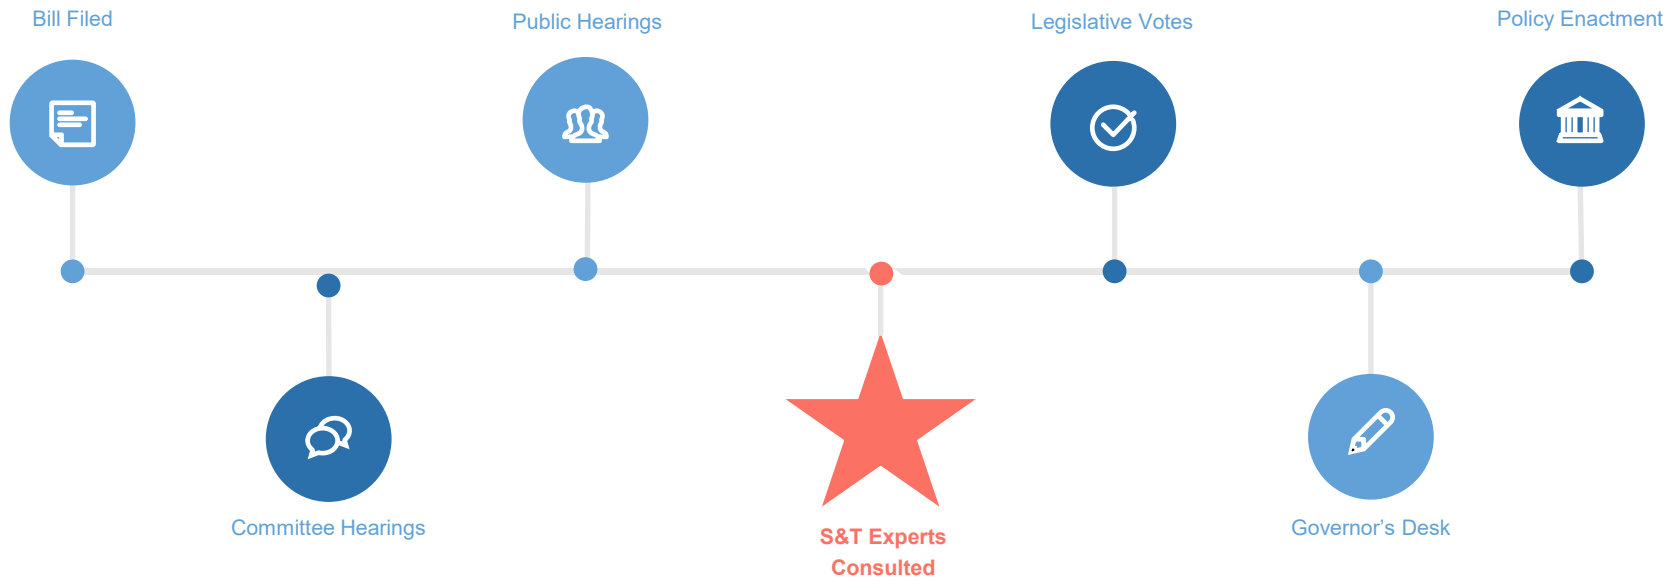 Bill Filed
Public Hearings
Legislative Votes
Policy Enactment
Committee Hearings
S&T Experts
Consulted
Governor’s Desk